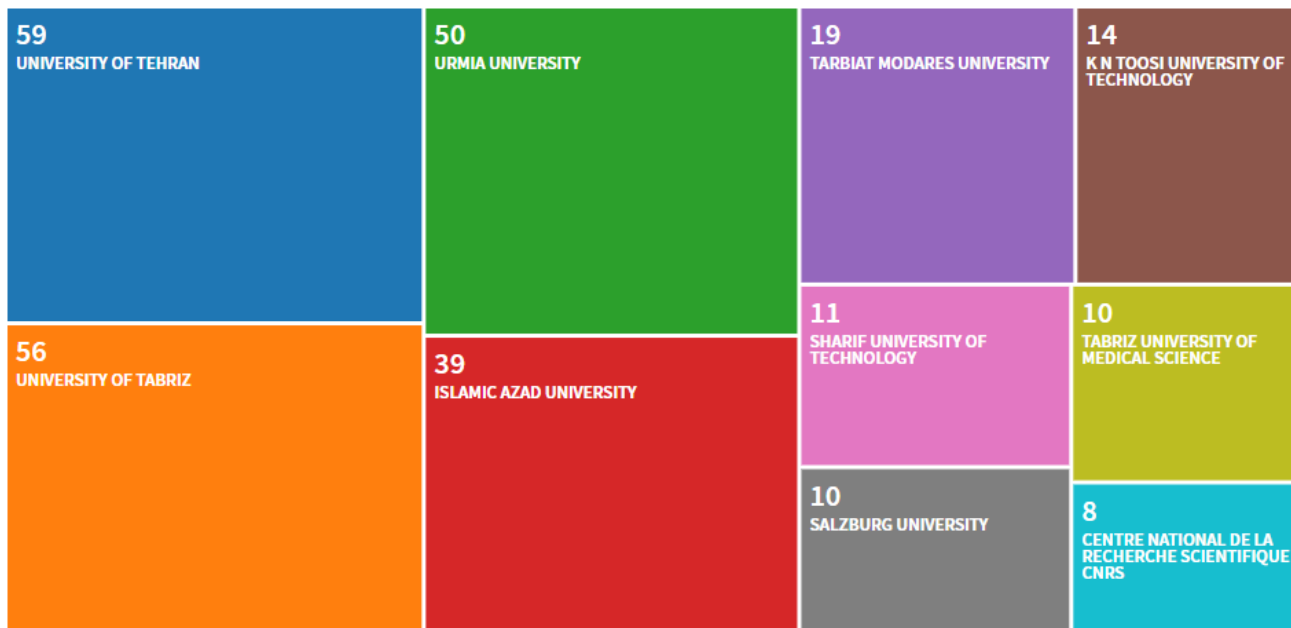 59
UNIVERSITY OF TEHRAN
56
UNIVERSITY OF TABRIZ
50
URMIA UNIVERSITY
39
ISLAMIC AZAD UNIVERSITY
19
TARBIAT MODARES UNIVERSITY
14
K N TOOSI UNIVERSITY OF
TECHNOLOGY
11
SHARIF UNIVERSITY OF
TECHNOLOGY
10
TABRIZ UNIVERSITY OF
MEDICAL SCIENCE
10
SALZBURG UNIVERSITY
8
CENTRE NATIONAL DE LA
RECHERCHE SCIENTIFIQUE
CNRS